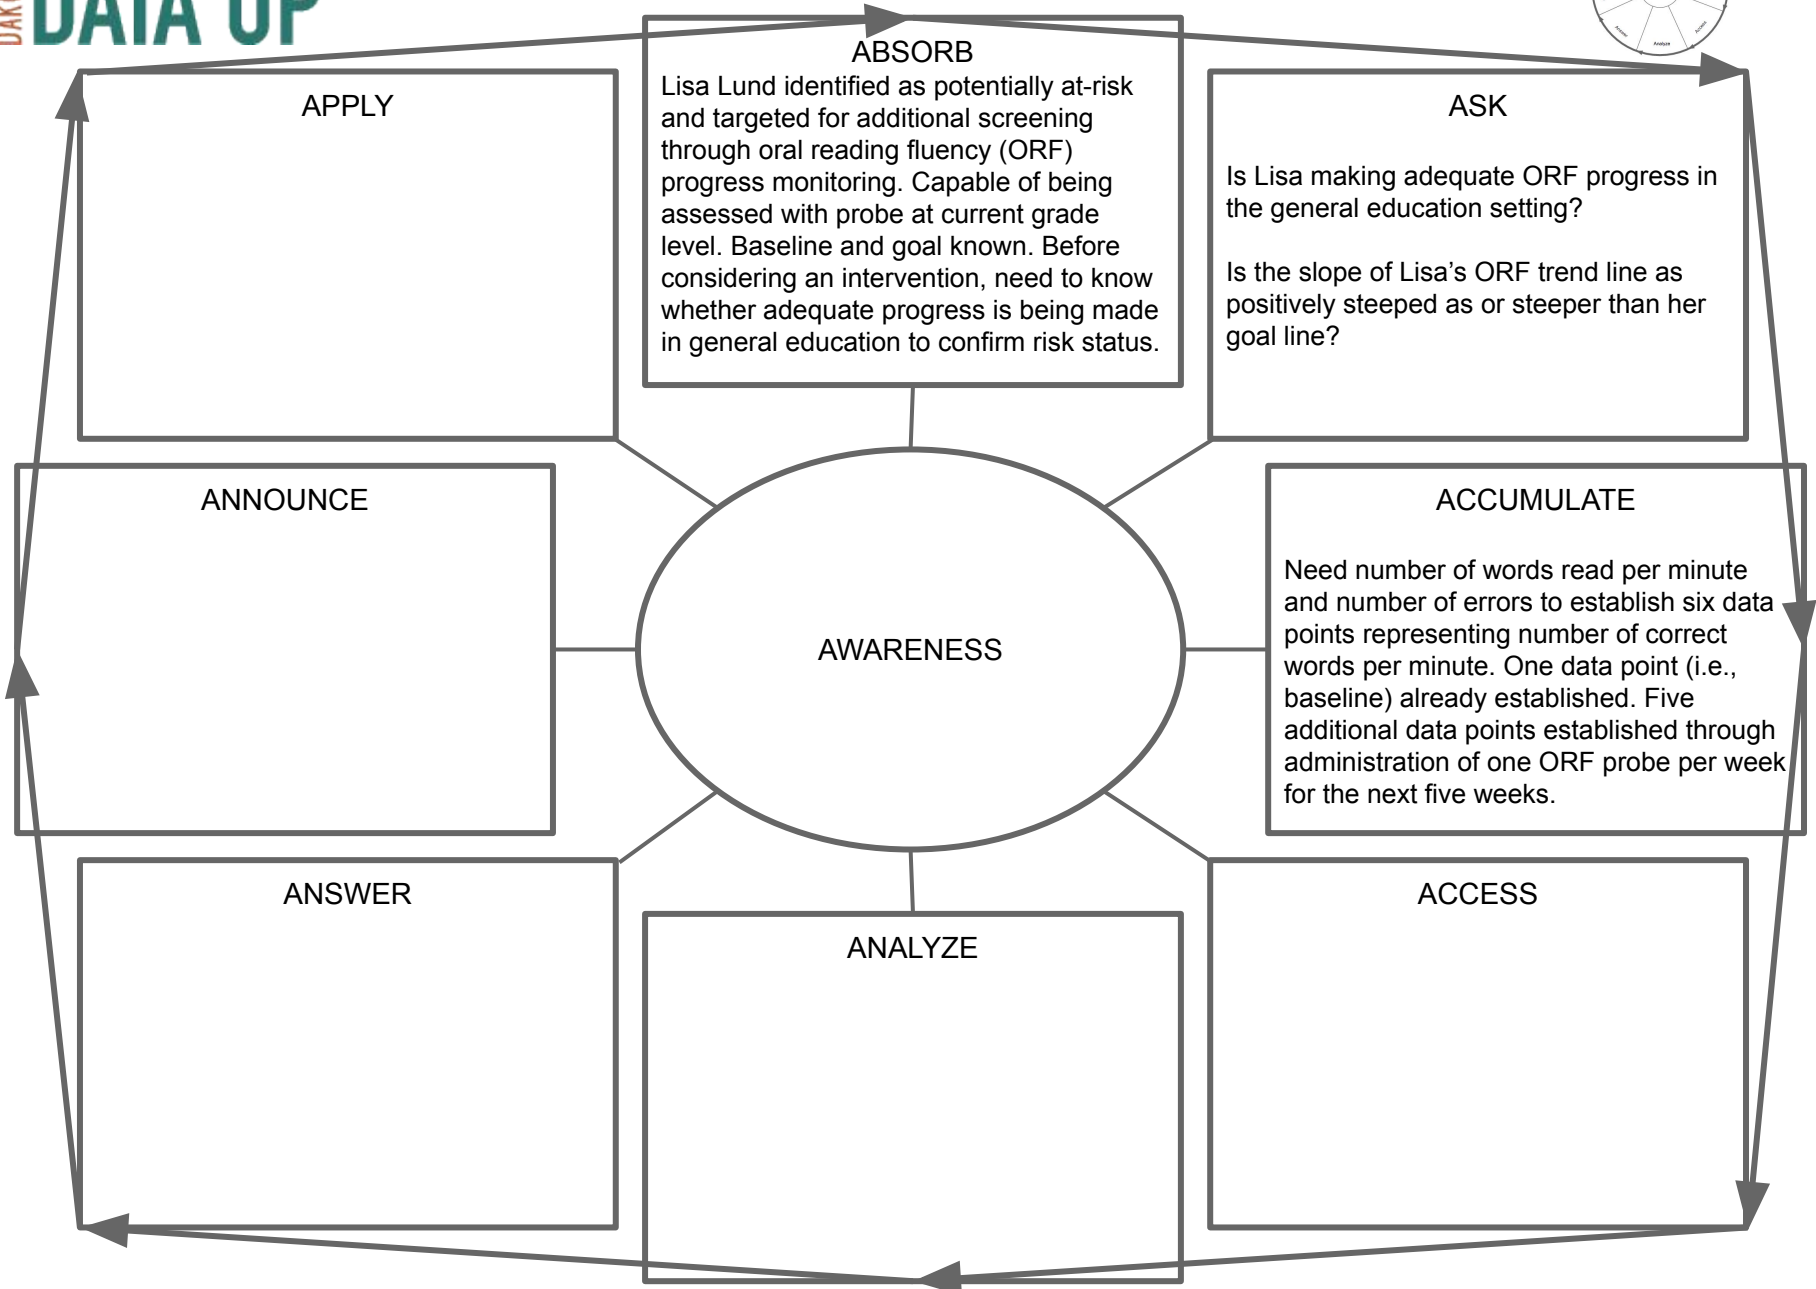 DATA UP
ABSORB
Lisa Lund identified as potentially at-risk
and targeted for additional screening
through oral reading fluency (ORF)
progress monitoring. Capable of being
assessed with probe at current grade
level. Baseline and goal known. Before
considering an intervention, need to know
whether adequate progress is being made
in general education to confirm risk status.
ASK
Is Lisa making adequate ORF progress in
the general education setting?
Is the slope of Lisa’s ORF trend line as
positively steeped as or steeper than her
goal line?
ACCUMULATE
Need number of words read per minute
and number of errors to establish six data
points representing number of correct
words per minute. One data point (i.e.,
baseline) already established. Five
additional data points established through
administration of one ORF probe per week
for the next five weeks.
ACCESS
ANALYZE
ANSWER
ANNOUNCE
APPLY
AWARENESS
Answer
Analyze
Access